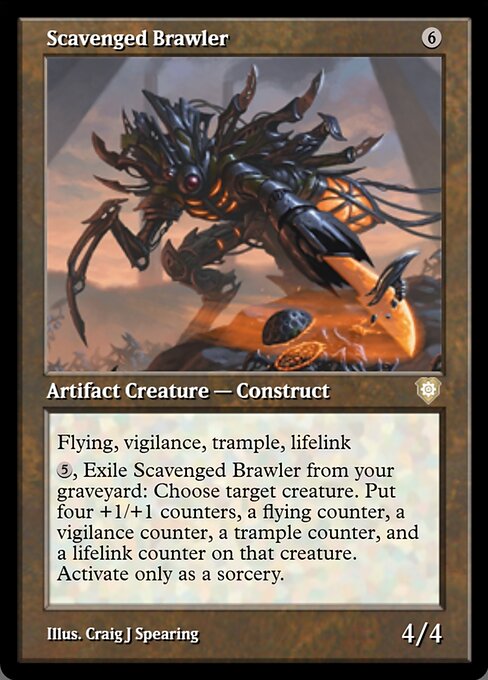 Scavenged Brawler 6
Artifact Creature — Construct
Flying, vigilance, trample, lifelink
5, Exile Scavenged Brawler from your
graveyard: Choose target creature. Put
four +1/+1 counters, a flying counter, a
vigilance counter, a trample counter, and
a lifelink counter on that creature.
Activate only as a sorcery.
Illus. Craig J Spearing
4/4